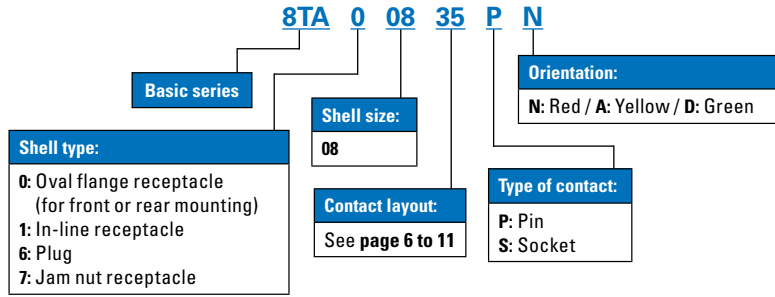 8TA 0 08 35 P N
Basic series
Shell type:
0: Oval flange receptacle
(for front or rear mounting)
1: In-line receptacle
6: Plug
7: Jam nut receptacle
Shell size:
08
Contact layout:
See page 6 to 11
Type of contact:
P: Pin
S: Socket
Orientation:
N: Red / A: Yellow / D: Green